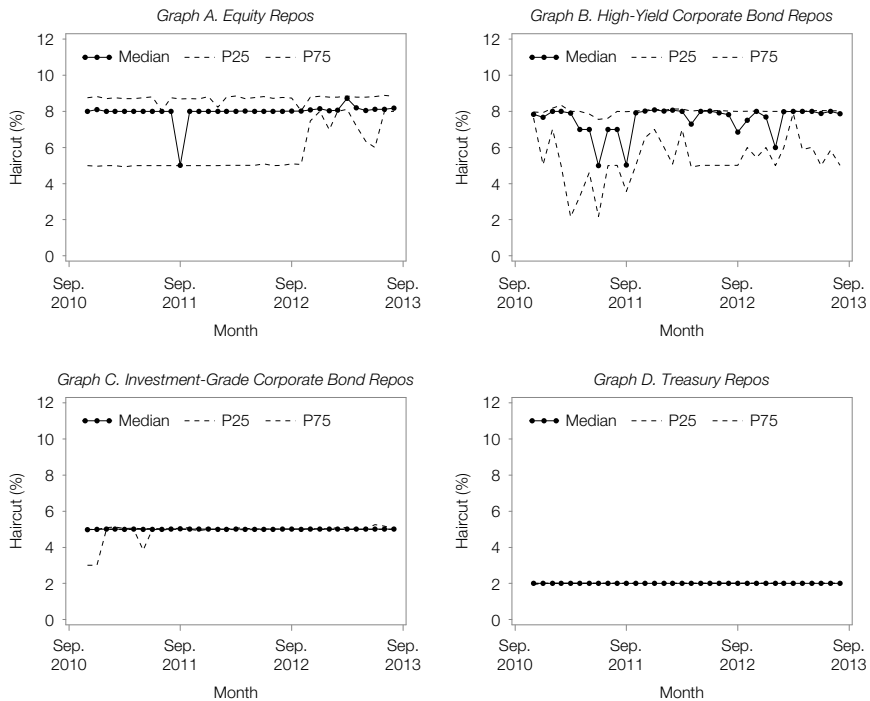 Graph A. Equity Repos
12
10
8
6
4
2
0
Haircut (%)
Median P25 P75
Sep. Sep. Sep. Sep.
2010 2011 2012 2013
Month
Graph B. High-Yield Corporate Bond Repos
12
10
8
6
4
2
0
Haircut (%)
Median P25 P75
Sep. Sep. Sep. Sep.
2010 2011 2012 2013
Month
Graph C. Investment-Grade Corporate Bond Repos
12
10
8
6
4
2
0
Haircut (%)
Median P25 P75
Sep. Sep. Sep. Sep.
2010 2011 2012 2013
Month
Graph D. Treasury Repos
12
10
8
6
4
2
0
Haircut (%)
Median P25 P75
Sep. Sep. Sep. Sep.
2010 2011 2012 2013
Month